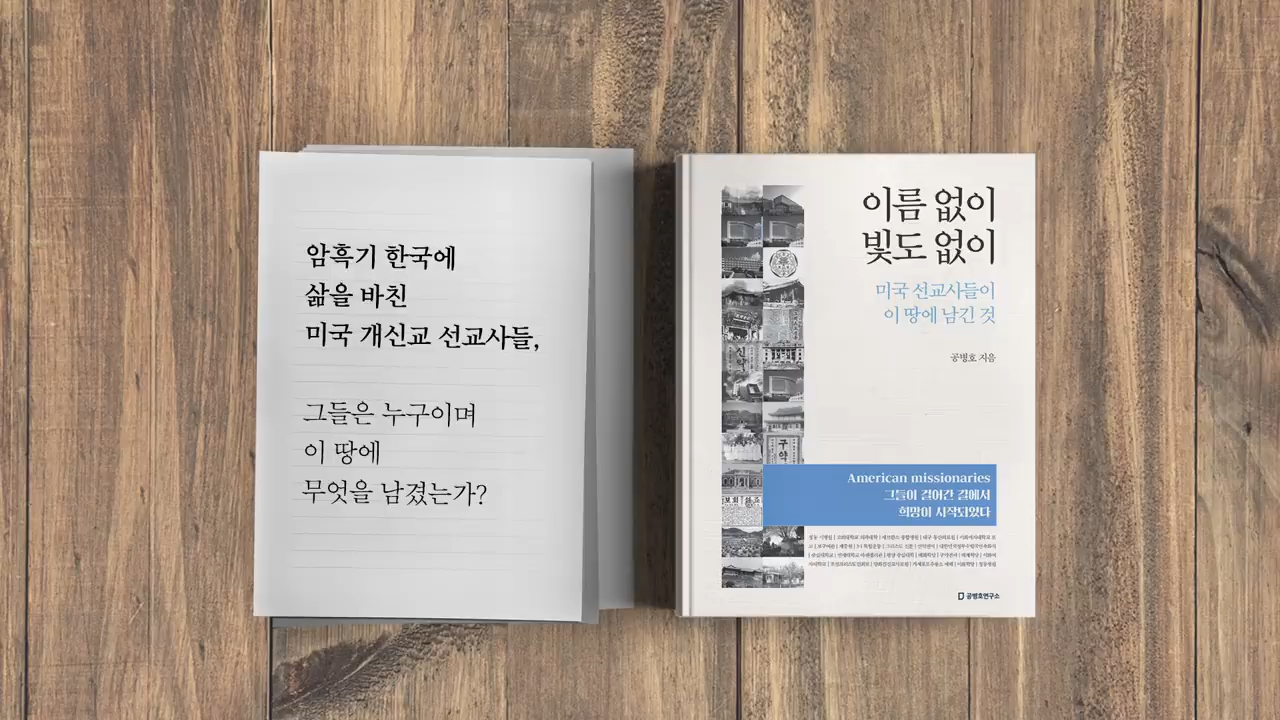 암흑기 한국에
삶을 바친
미국 개신교 선교사들,
그들은 누구이며
이 땅에
무엇을 남겼는가?
이름 없이
빛도 없이
미국 선교사들이
이 땅에 남긴 것
공병호 지음
구약
American missionaries
그들이 걸어간 길에서
희망이 시작되었다
공병호연구소